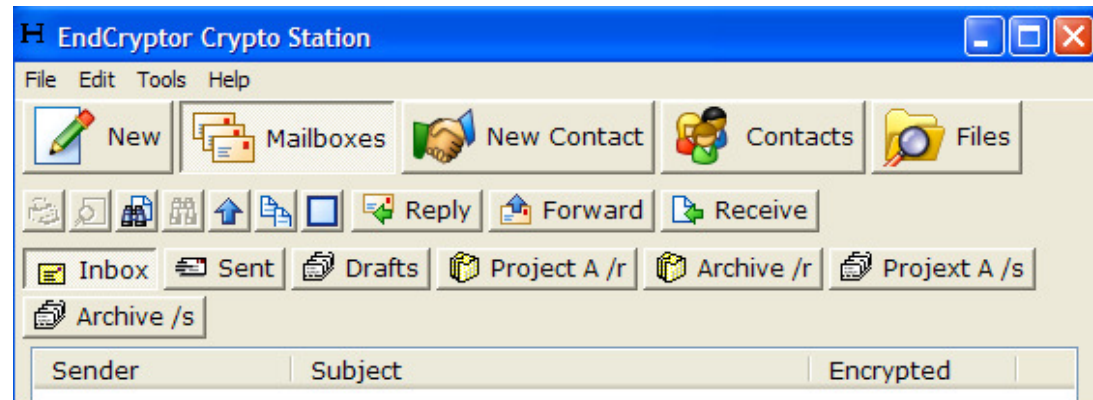 H EndCryptor Crypto Station
File Edit Tools Help
New Mailboxes New Contact Contacts Files
Reply Forward Receive
Inbox Sent Drafts Project A /r Archive /r Projext A /s
Archive /s
Sender Subject Encrypted